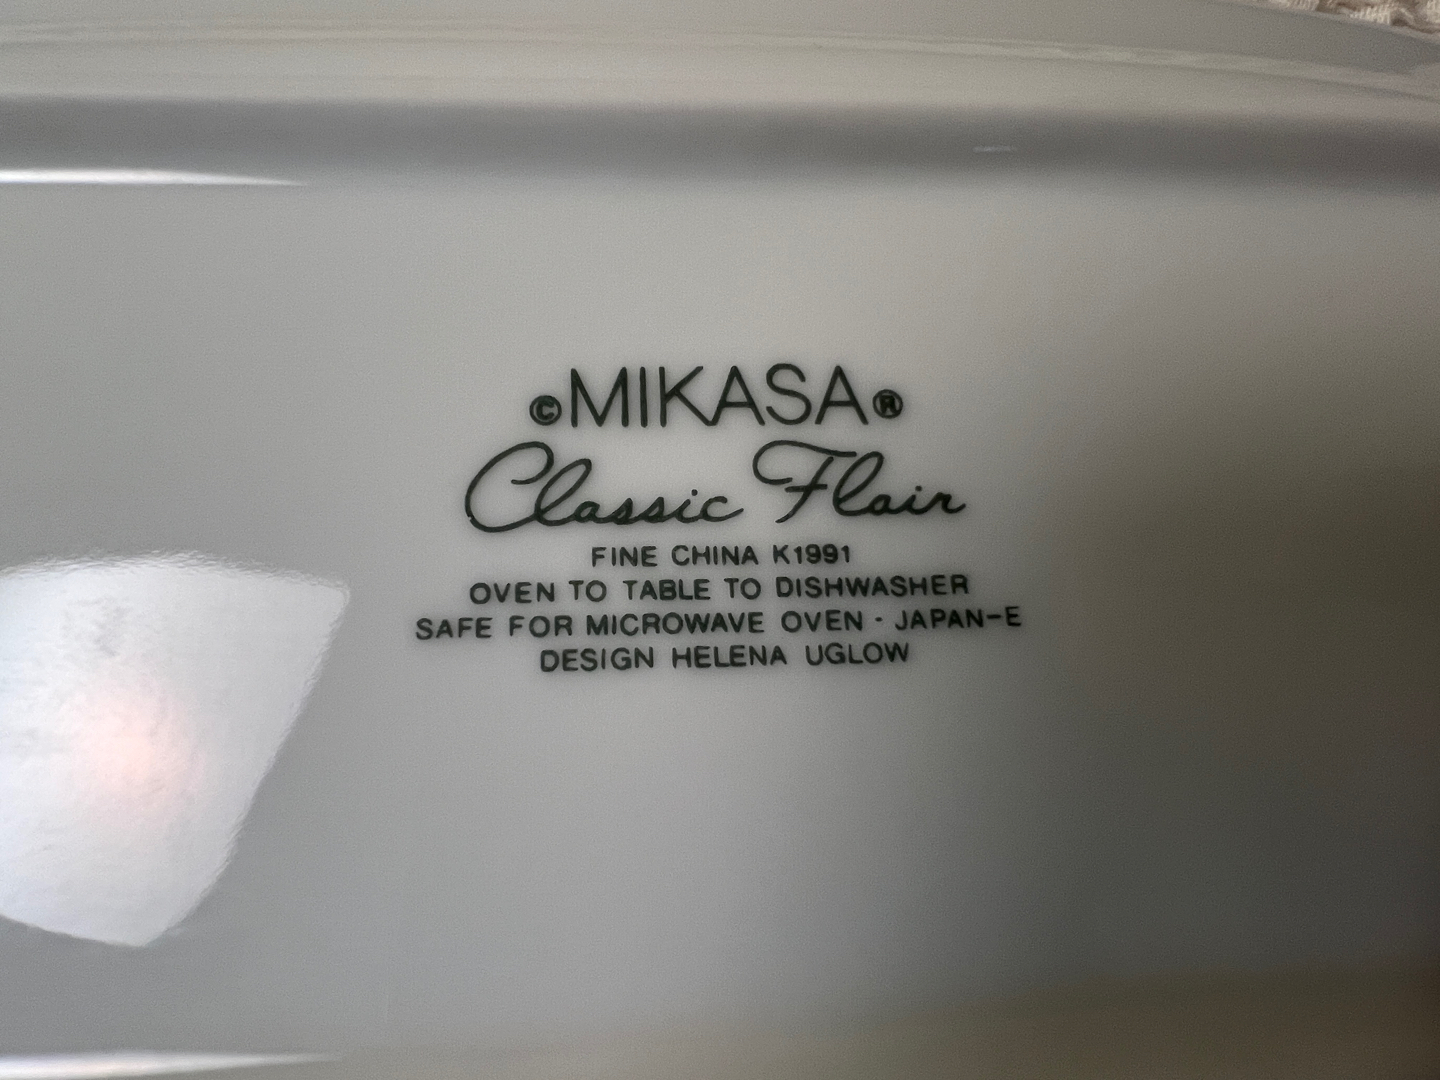 ©MIKASA®
Classic Flair
FINE CHINA K1991
OVEN TO TABLE TO DISHWASHER
SAFE FOR MICROWAVE OVEN · JAPAN-E
DESIGN HELENA UGLOW